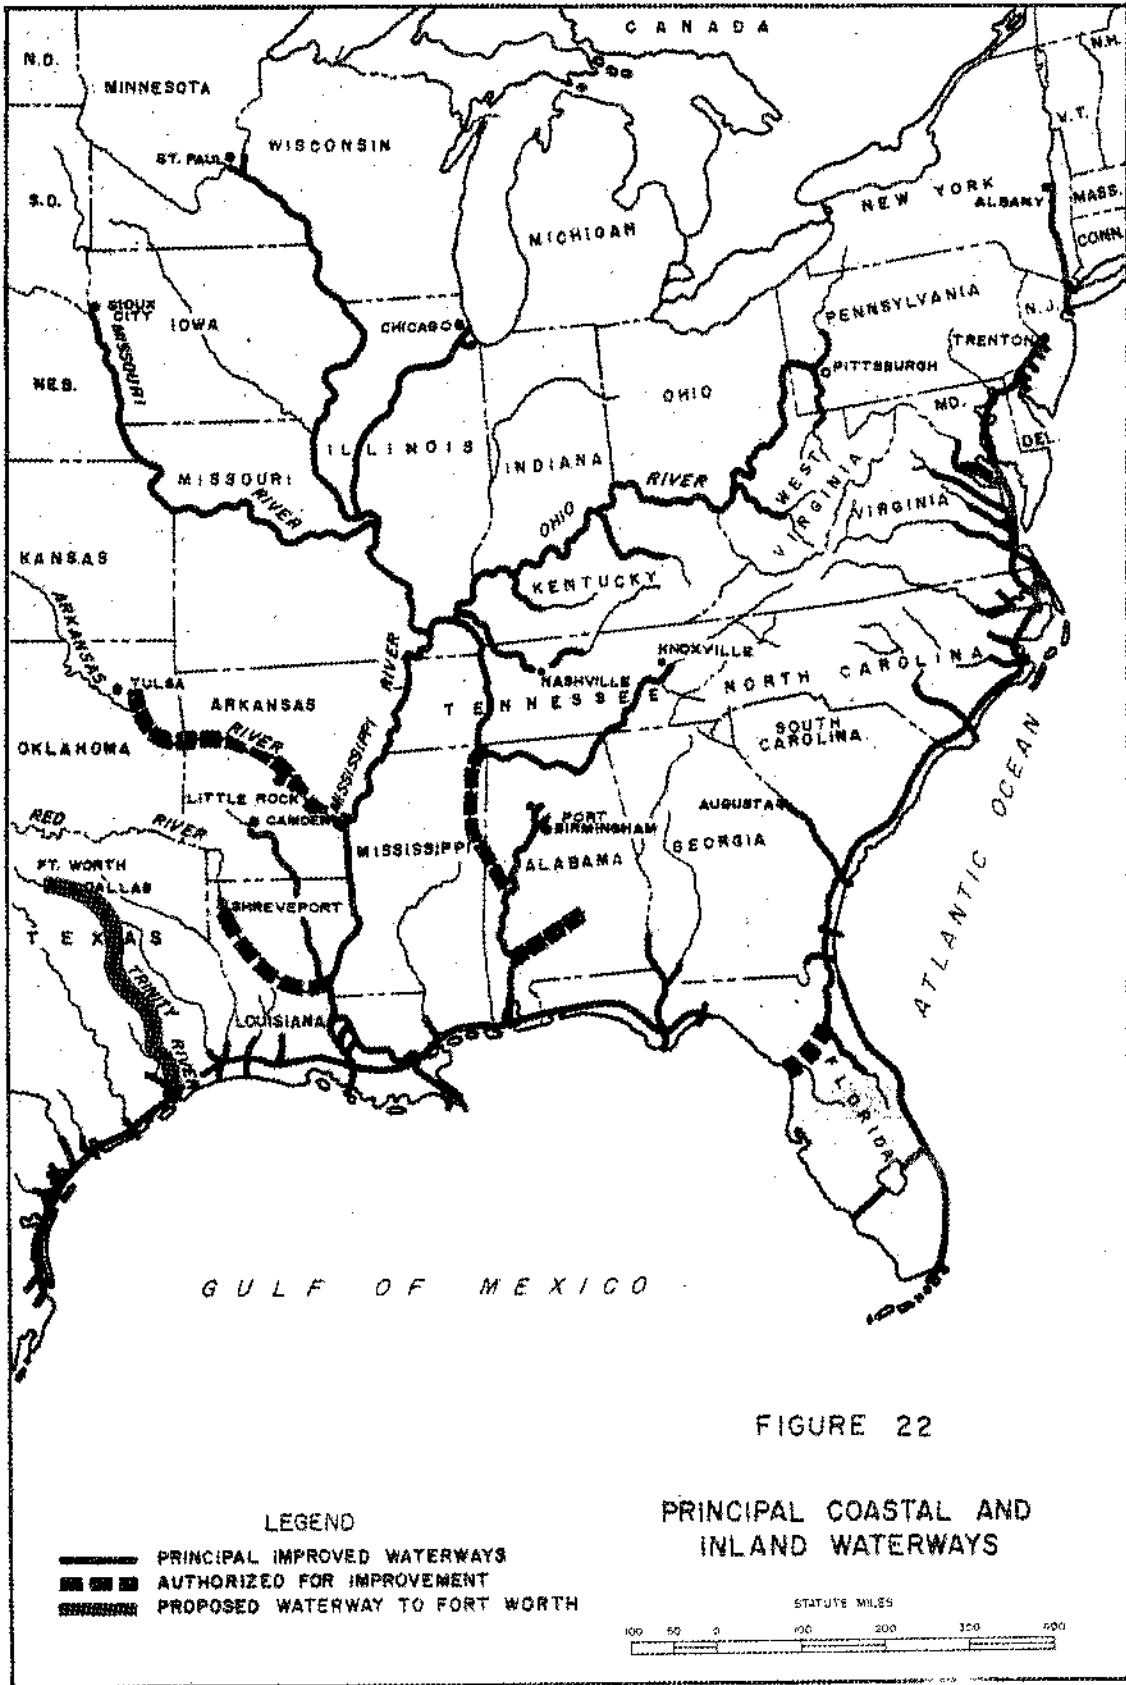 CANADA
N.D.
MINNESOTA
N.H.
V.T.
WISCONSIN
ST. PAUL
S.D.
NEW YORK
ALBANY
MASS.
CONN.
MICHIGAN
SIOUX
CITY
IOWA
MISSOURI
CHICAGO
PENNSYLVANIA
N.J.
TRENTON
NEB.
PITTSBURGH
OHIO
MD.
DEL.
ILLINOIS
INDIANA
MISSOURI
RIVER
OHIO
RIVER
WEST
VIRGINIA
VIRGINIA
KANSAS
KENTUCKY
ARKANSAS
RIVER
KNOXVILLE
TULSA
NASHVILLE
TENNESSEE
NORTH CAROLINA
ARKANSAS
RIVER
OKLAHOMA
MISSISSIPPI
SOUTH
CAROLINA
LITTLE ROCK
CAMDEN
AUGUSTA
PORT
BIRMINGHAM
RED
RIVER
MISSISSIPPI
ALABAMA
GEORGIA
FT. WORTH
DALLAS
SHREVEPORT
TEXAS
TRINITY
RIVER
LOUISIANA
ATLANTIC OCEAN
FLORIDA
GULF OF MEXICO
FIGURE 22
PRINCIPAL COASTAL AND
INLAND WATERWAYS
LEGEND
PRINCIPAL IMPROVED WATERWAYS
AUTHORIZED FOR IMPROVEMENT
PROPOSED WATERWAY TO FORT WORTH
STATUTE MILES
100 50 0 100 200 300 400